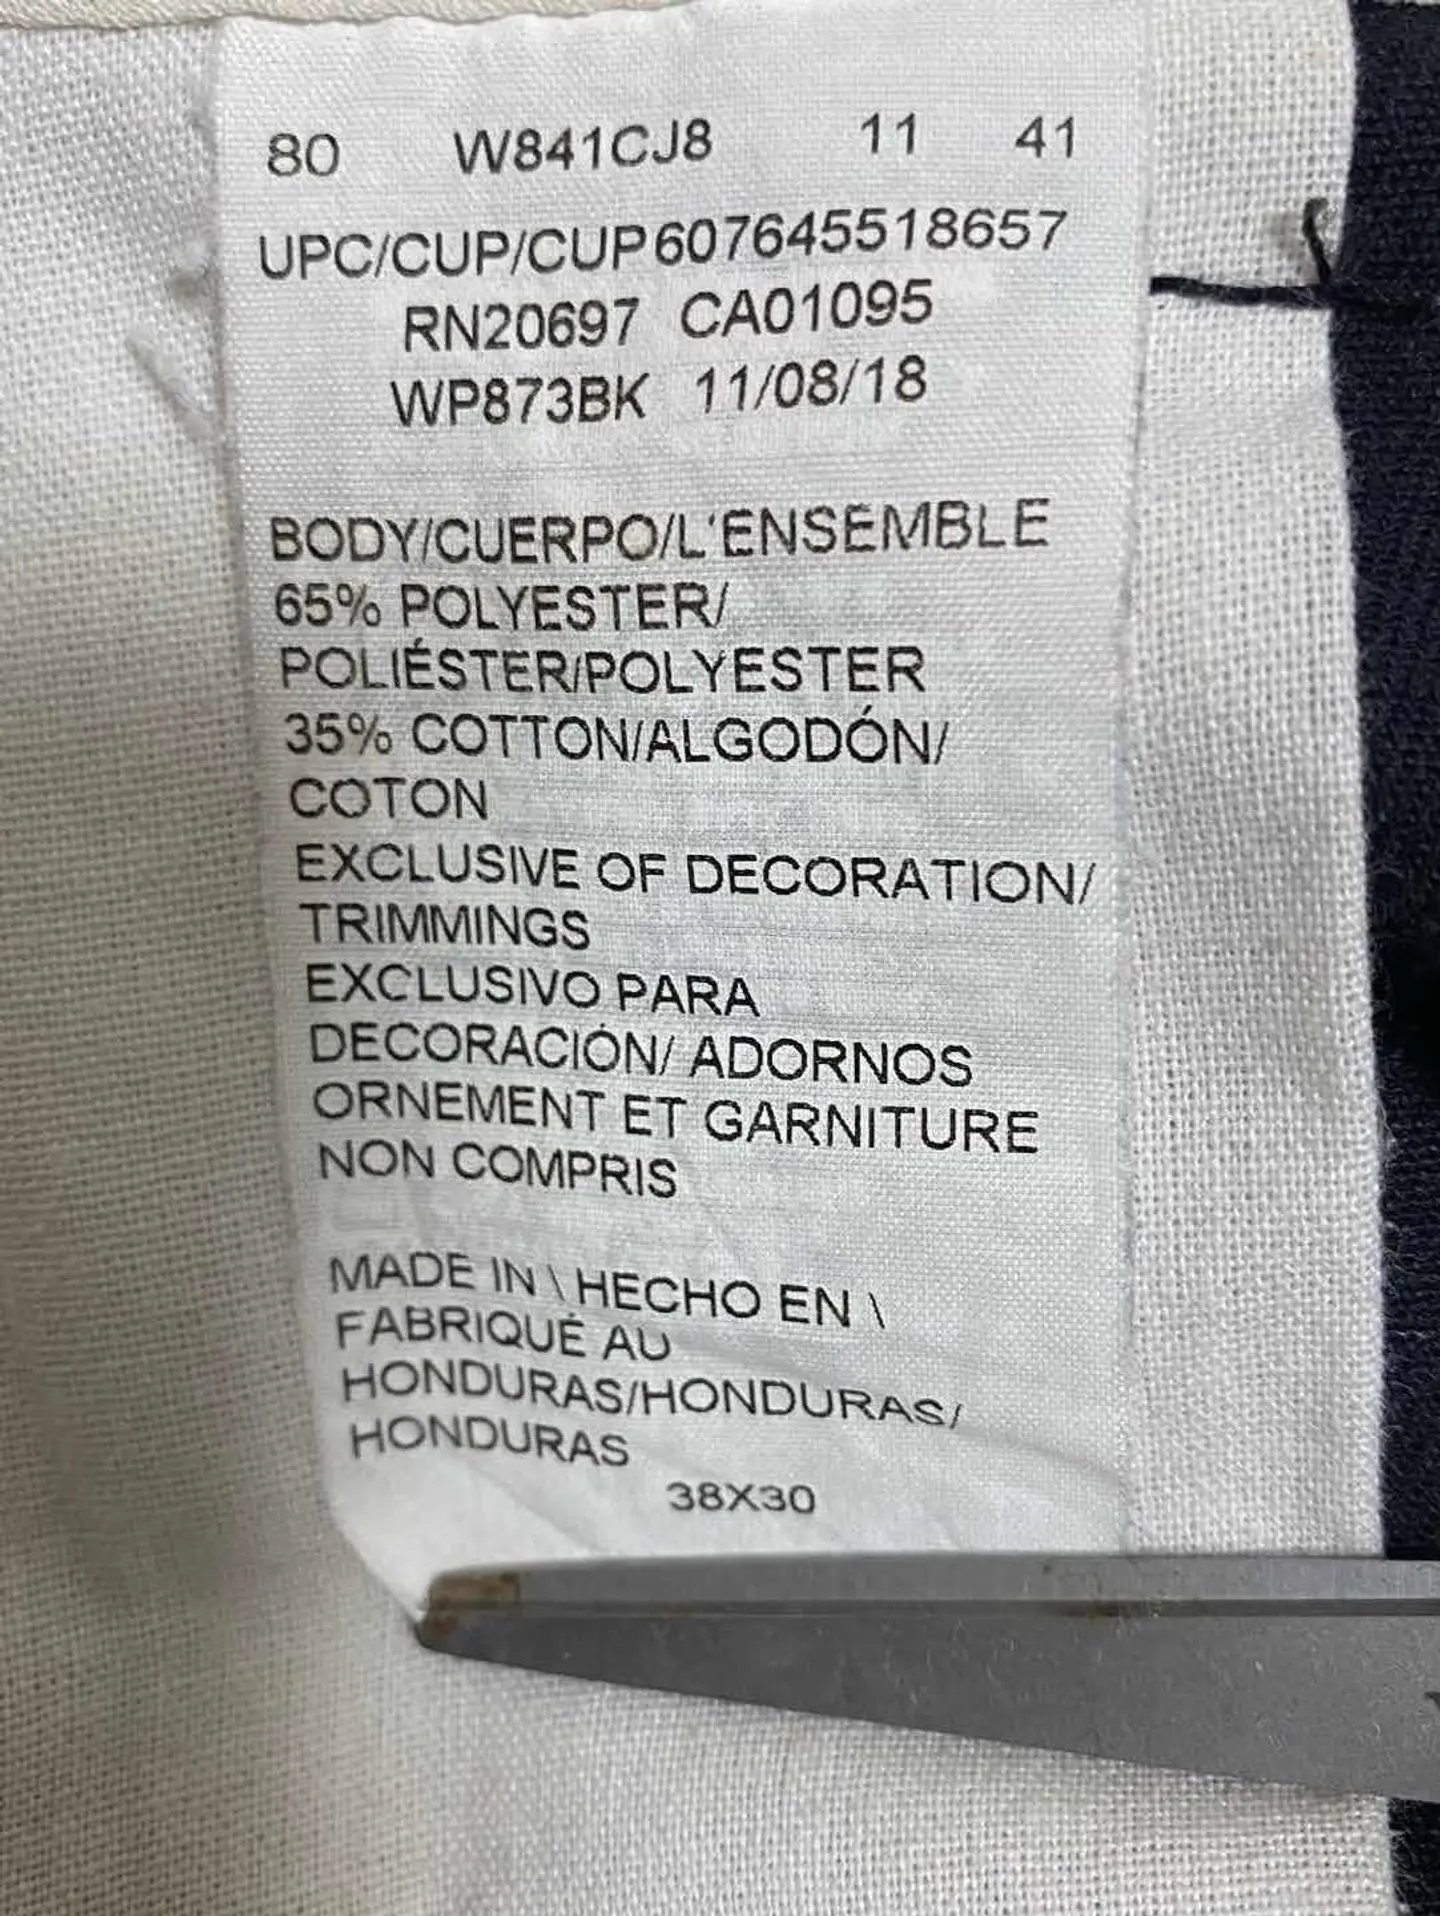 80 W841CJ8 11 41
UPC/CUP/CUP607645518657
RN20697 CA01095
WP873BK 11/08/18
BODY/CUERPO/L'ENSEMBLE
65% POLYESTER/
POLIÉSTER/POLYESTER
35% COTTON/ALGODÓN/
COTON
EXCLUSIVE OF DECORATION/
TRIMMINGS
EXCLUSIVO PARA
DECORACIÓN/ ADORNOS
ORNEMENT ET GARNITURE
NON COMPRIS
MADE IN \ HECHO EN \
FABRIQUÉ AU
HONDURAS/HONDURAS/
HONDURAS
38X30